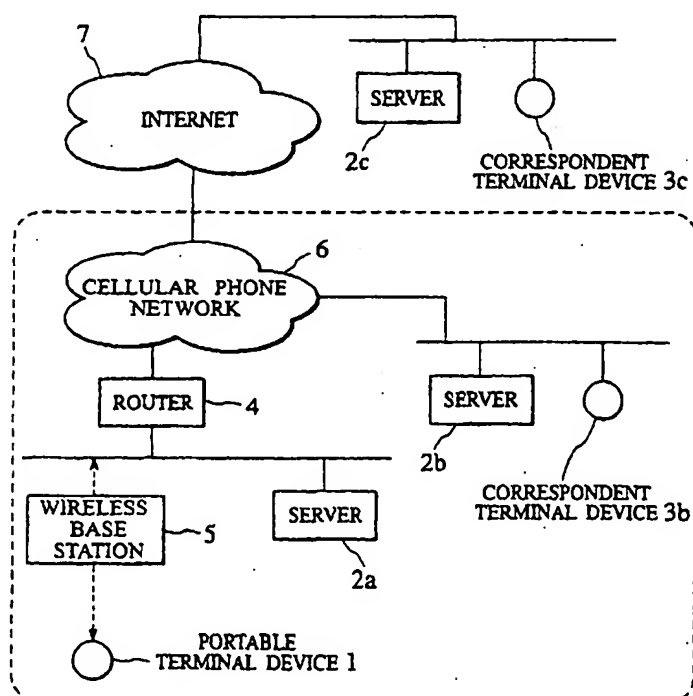 7
INTERNET
SERVER
2c
CORRESPONDENT
TERMINAL DEVICE 3c
6
CELLULAR PHONE
NETWORK
ROUTER
4
SERVER
2b
CORRESPONDENT
TERMINAL DEVICE 3b
WIRELESS
BASE
STATION
5
SERVER
2a
PORTABLE
TERMINAL DEVICE 1